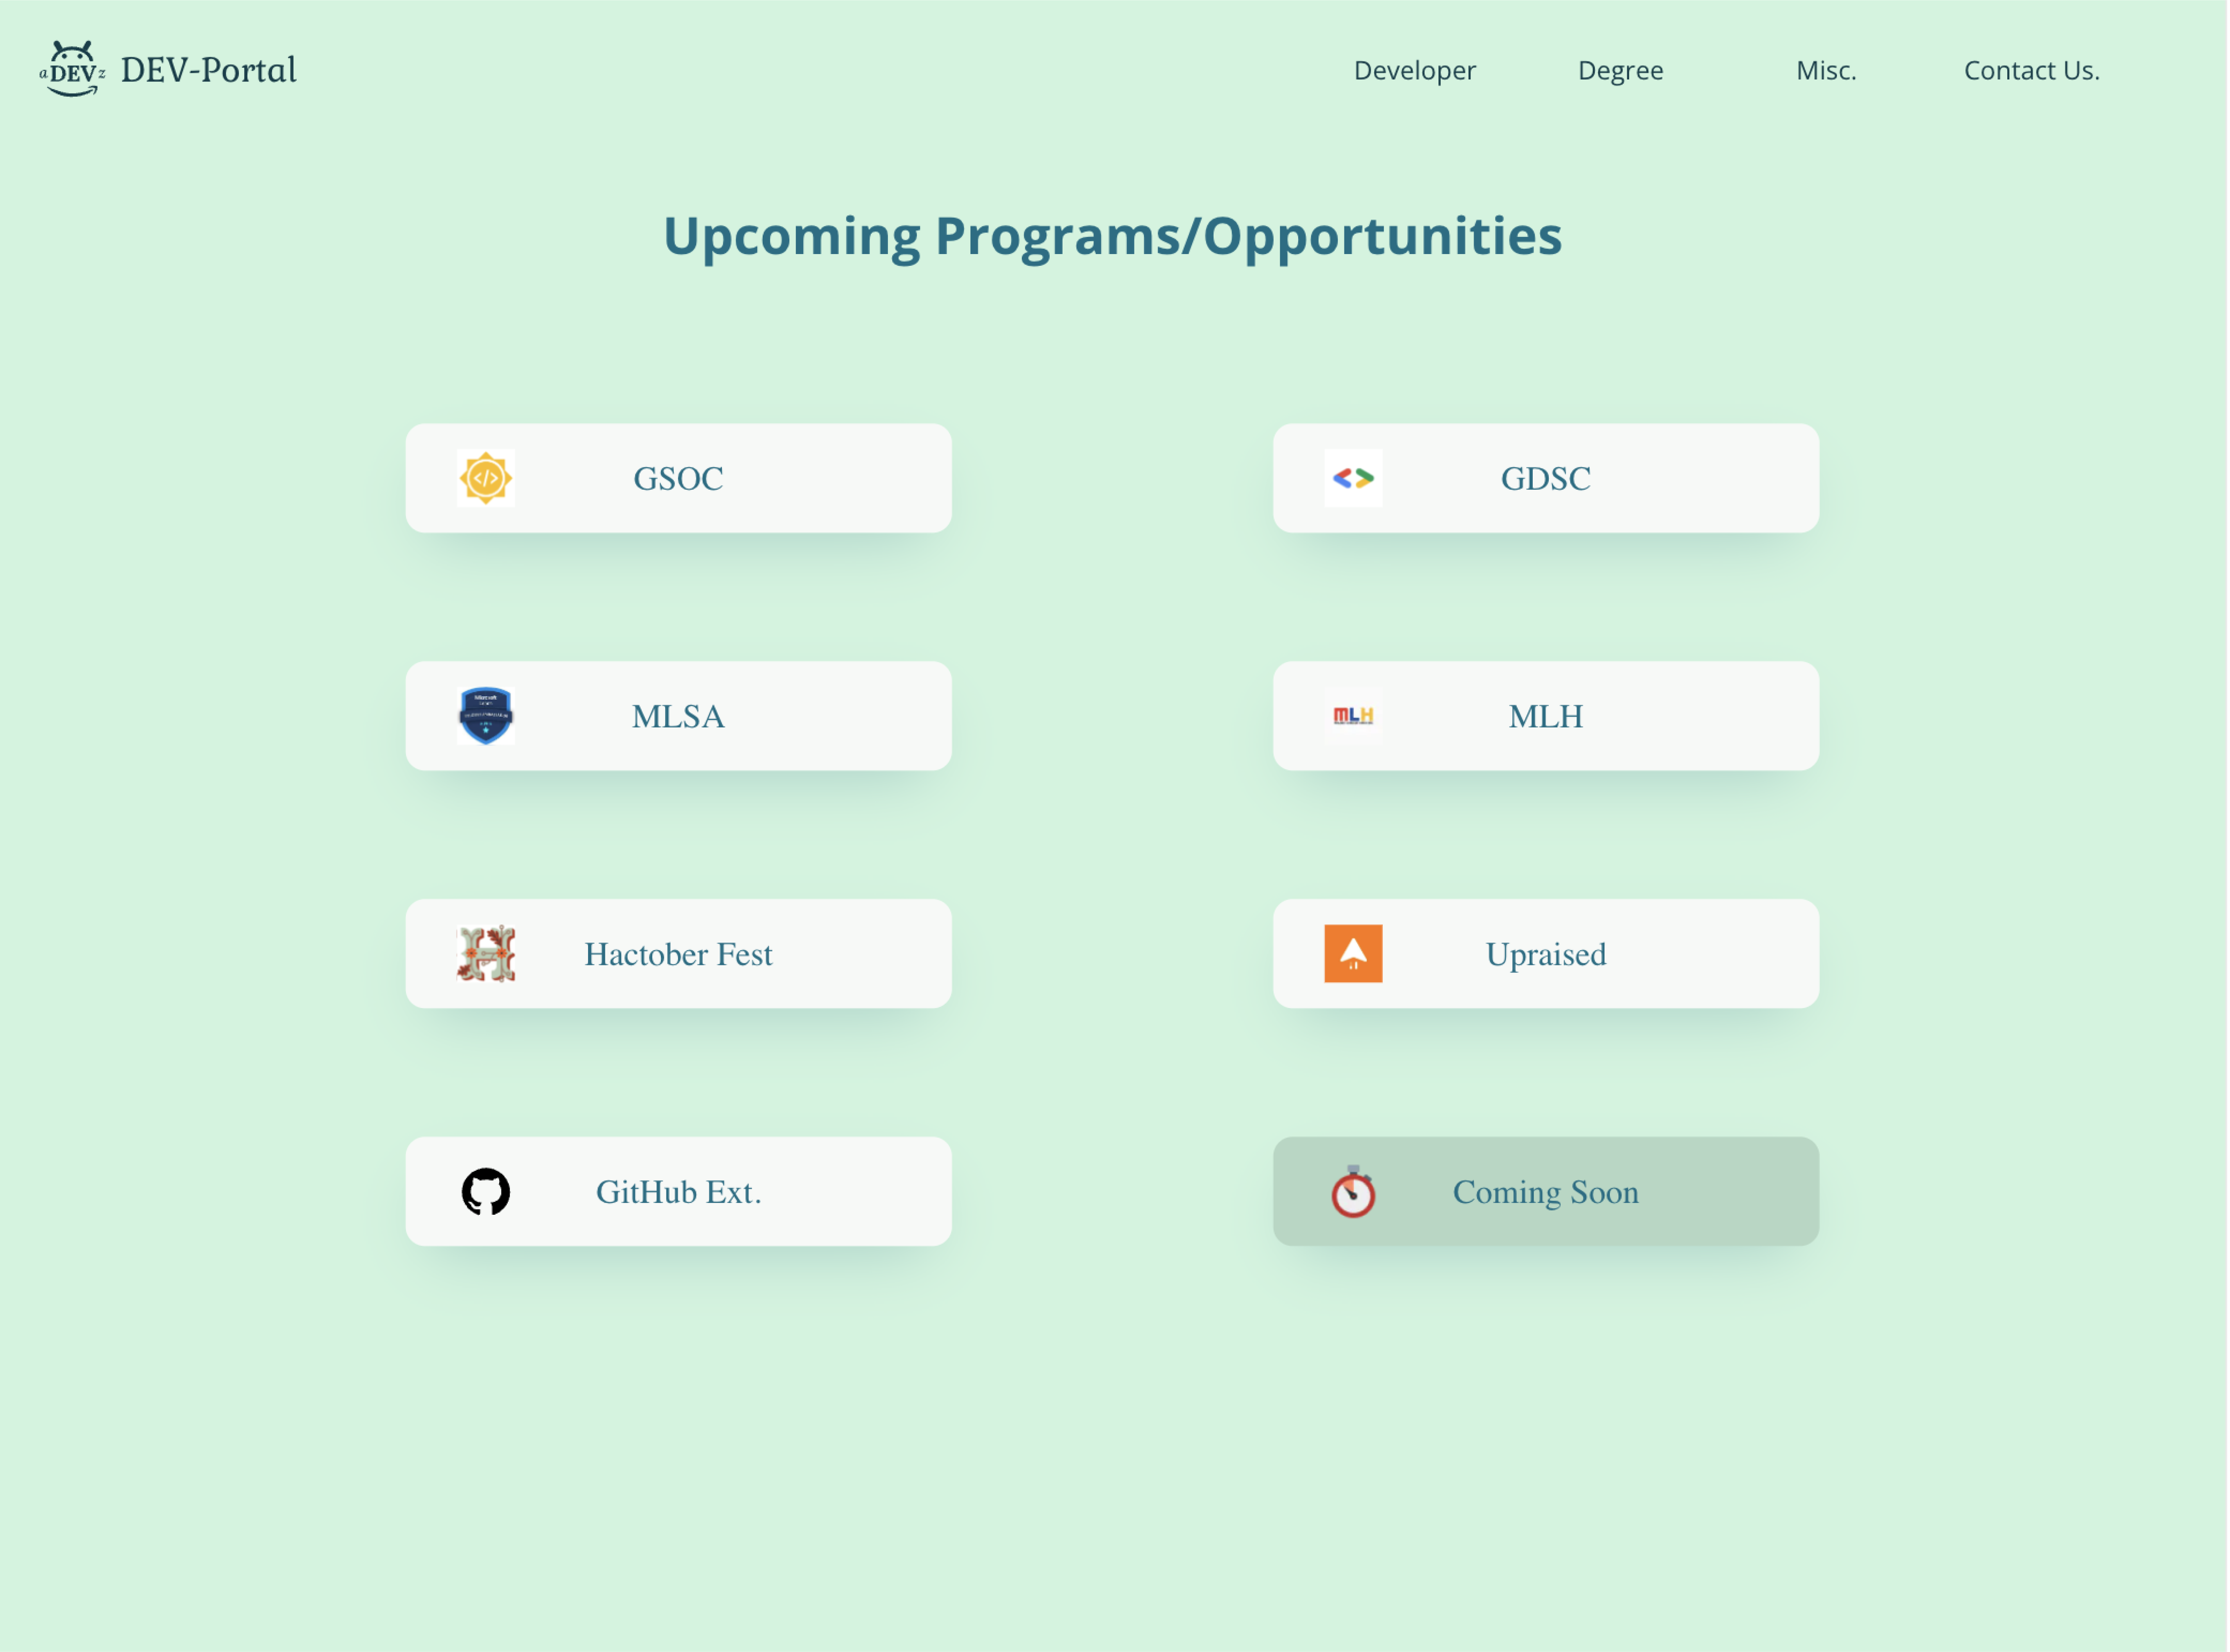 aDEVz DEV-Portal Developer Degree Misc. Contact Us.
Upcoming Programs/Opportunities
GSOC
GDSC
MLSA
MLH MLH
Hactober Fest
Upraised
GitHub Ext.
Coming Soon